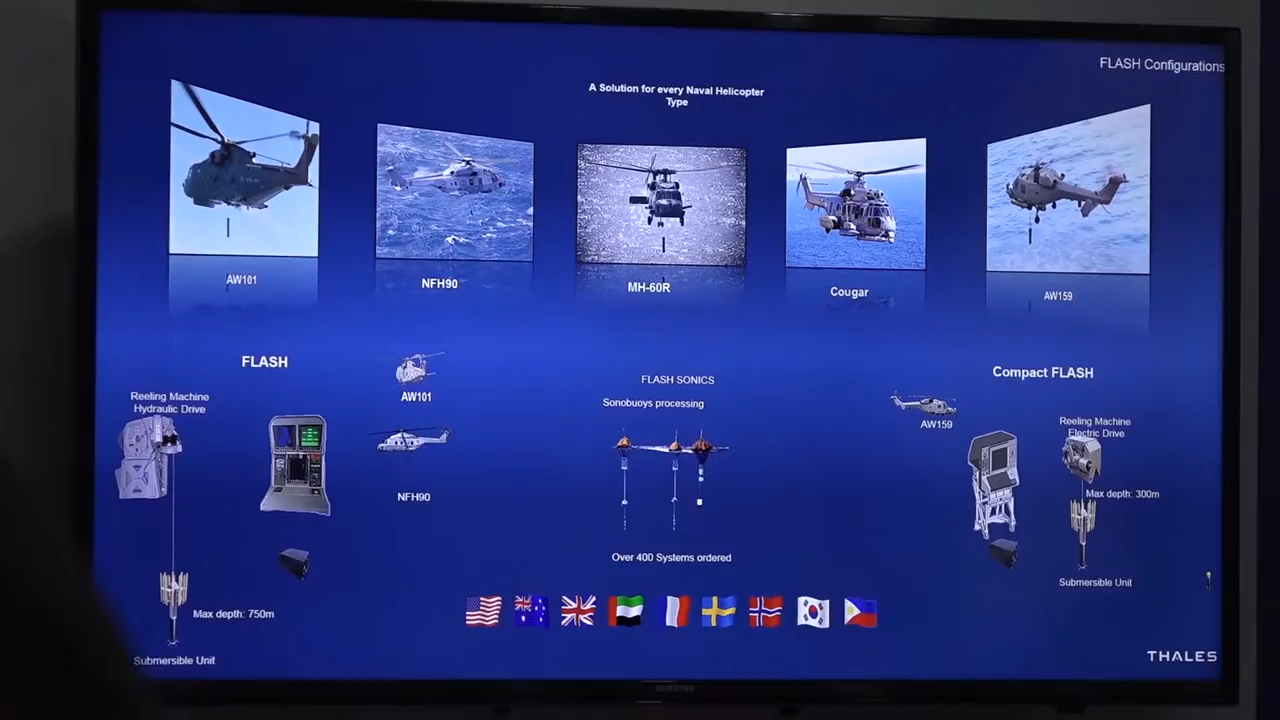 FLASH Configurations
A Solution for every Naval Helicopter
Type
AW101
NFH90
MH-60R
Cougar
AW159
FLASH
Reeling Machine
Hydraulic Drive
AW101
NFH90
Max depth: 750m
Submersible Unit
FLASH SONICS
Sonobuoys processing
Over 400 Systems ordered
Compact FLASH
AW159
Reeling Machine
Electric Drive
Max depth: 300m
Submersible Unit
THALES
SAMSUNG